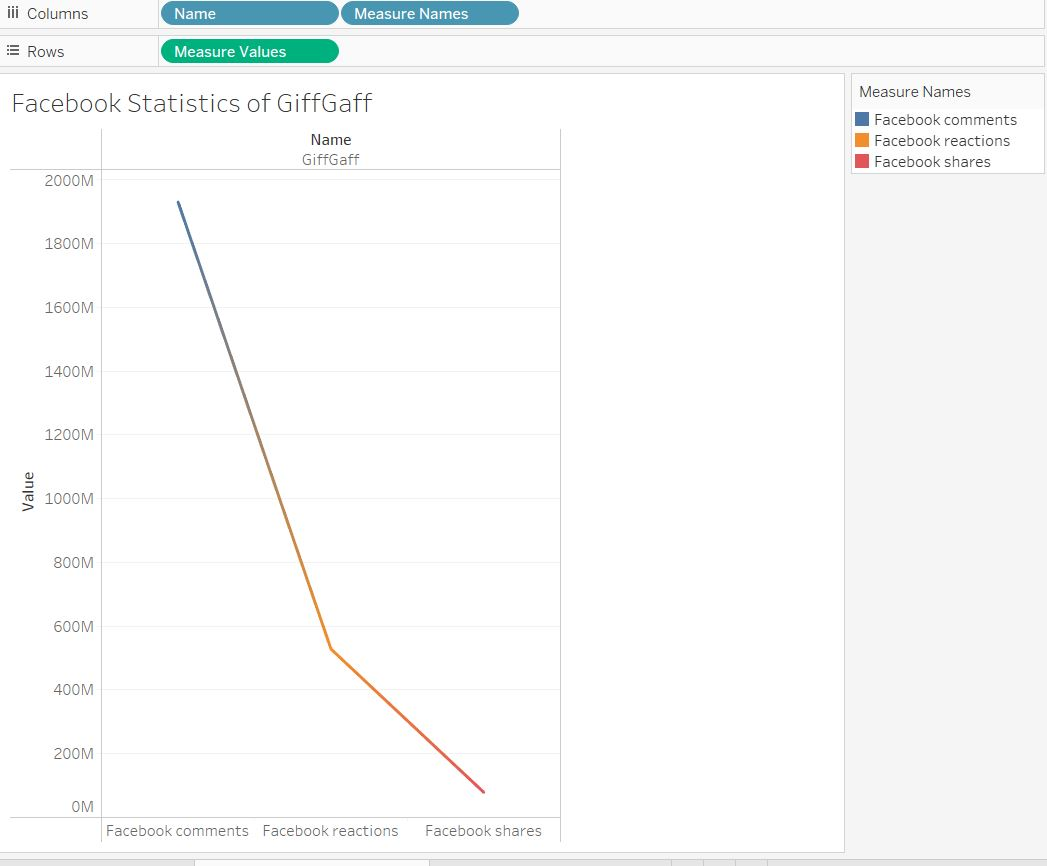 Columns
Name
Measure Names
Rows
Measure Values
Facebook Statistics of GiffGaff
Name
GiffGaff
2000M
1800M
1600M
1400M
1200M
1000M
800M
600M
400M
200M
0M
Value
Facebook comments
Facebook reactions
Facebook shares
Measure Names
Facebook comments
Facebook reactions
Facebook shares